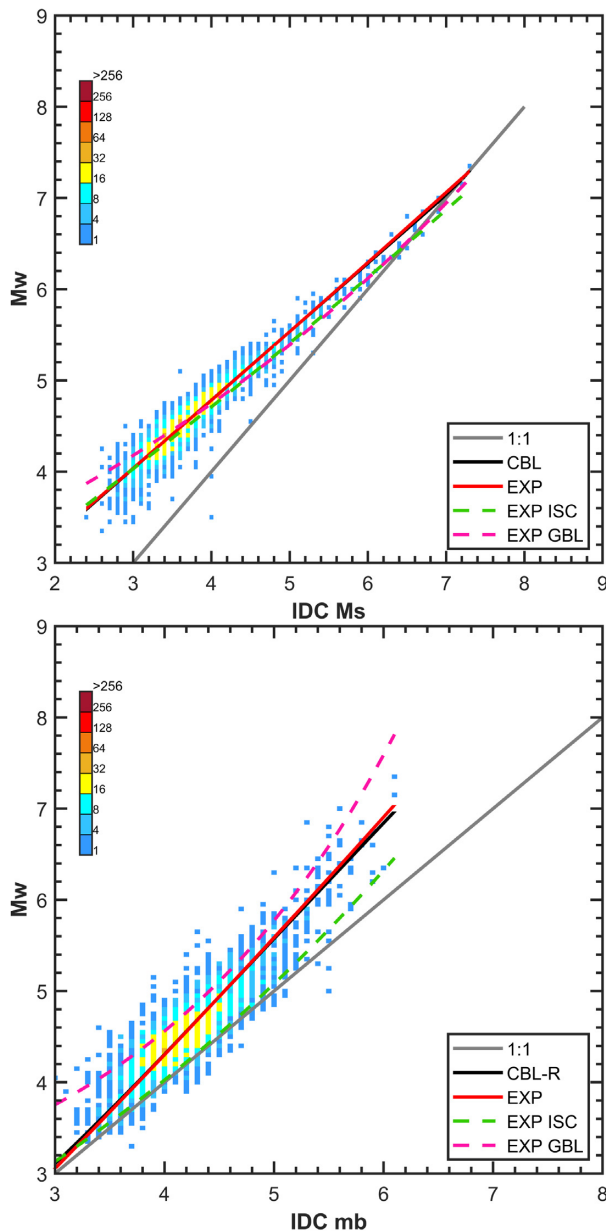 9
8
7
6
5
4
3
Mw
>256
256
128
64
32
16
8
4
1
1:1
CBL
EXP
EXP ISC
EXP GBL
2 3 4 5 6 7 8 9
IDC Ms
9
8
7
6
5
4
3
Mw
>256
256
128
64
32
16
8
4
1
1:1
CBL-R
EXP
EXP ISC
EXP GBL
3 4 5 6 7 8
IDC mb